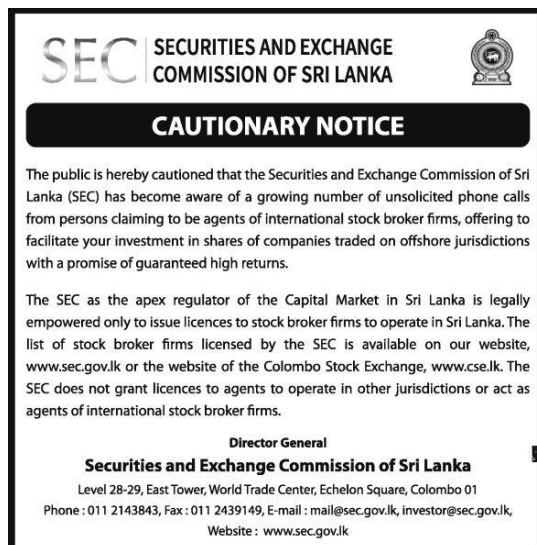 SEC
SECURITIES AND EXCHANGE
COMMISSION OF SRI LANKA
CAUTIONARY NOTICE
The public is hereby cautioned that the Securities and Exchange Commission of Sri
Lanka (SEC) has become aware of a growing number of unsolicited phone calls
from persons claiming to be agents of international stock broker firms, offering to
facilitate your investment in shares of companies traded on offshore jurisdictions
with a promise of guaranteed high returns.
The SEC as the apex regulator of the Capital Market in Sri Lanka is legally
empowered only to issue licences to stock broker firms to operate in Sri Lanka. The
list of stock broker firms licensed by the SEC is available on our website,
www.sec.gov.lk or the website of the Colombo Stock Exchange, www.cse.lk. The
SEC does not grant licences to agents to operate in other jurisdictions or act as
agents of international stock broker firms.
Director General
Securities and Exchange Commission of Sri Lanka
Level 28-29, East Tower, World Trade Center, Echelon Square, Colombo 01
Phone : 011 2143843, Fax : 011 2439149, E-mail : mail@sec.gov.lk, investor@sec.gov.lk,
Website : www.sec.gov.lk